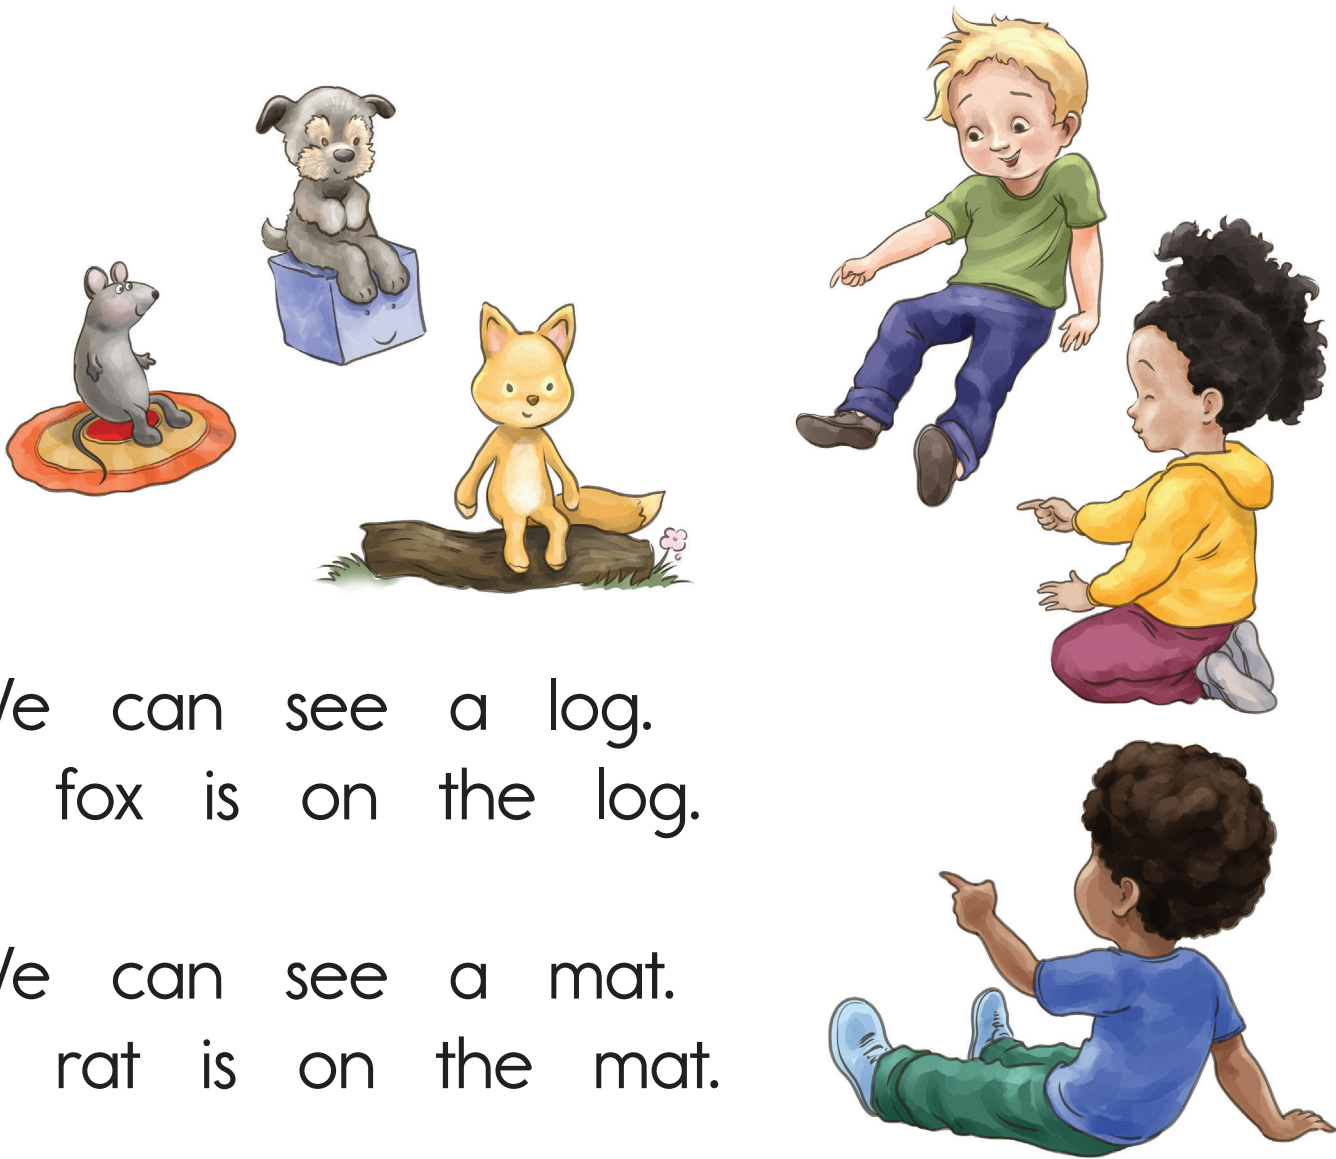 can see a log.
fox is on the log.
can see a mat.
rat is on the mat.